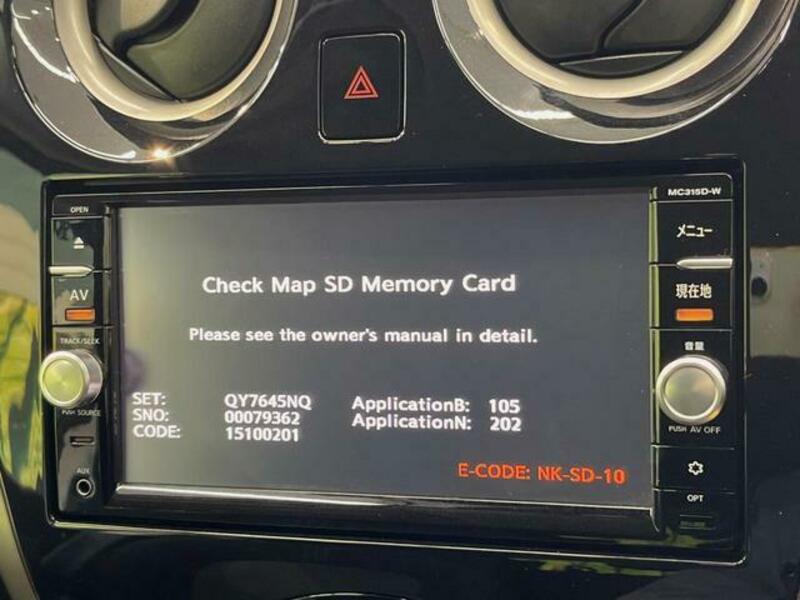 OPEN
MC315D-W
メニュー
AV
現在地
TRACK/SEEK
音量
PUSH SOURCE
PUSH AV OFF
AUX
OPT
Check Map SD Memory Card
Please see the owner's manual in detail.
SET: QY7645NQ ApplicationB: 105
SNO: 00079362 ApplicationN: 202
CODE: 15100201
E-CODE: NK-SD-10